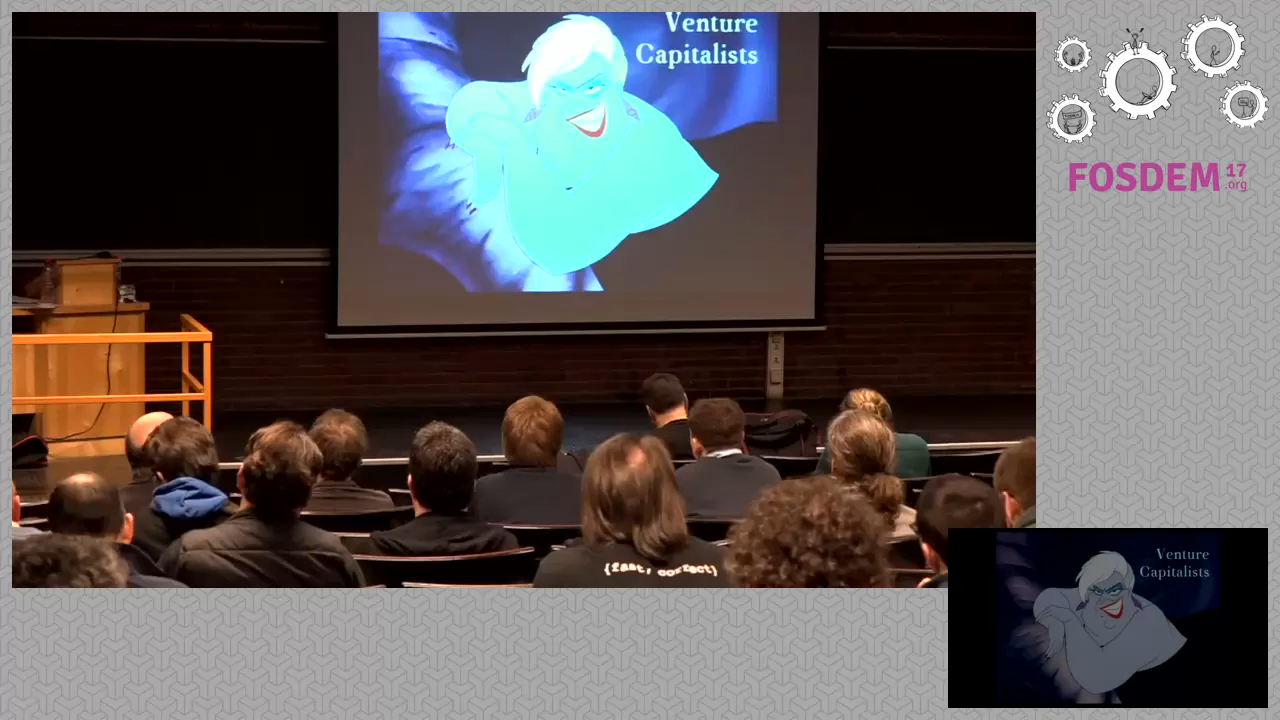 Venture
Capitalists
FOSDEM 17
.org
{fast, correct}
Venture
Capitalists